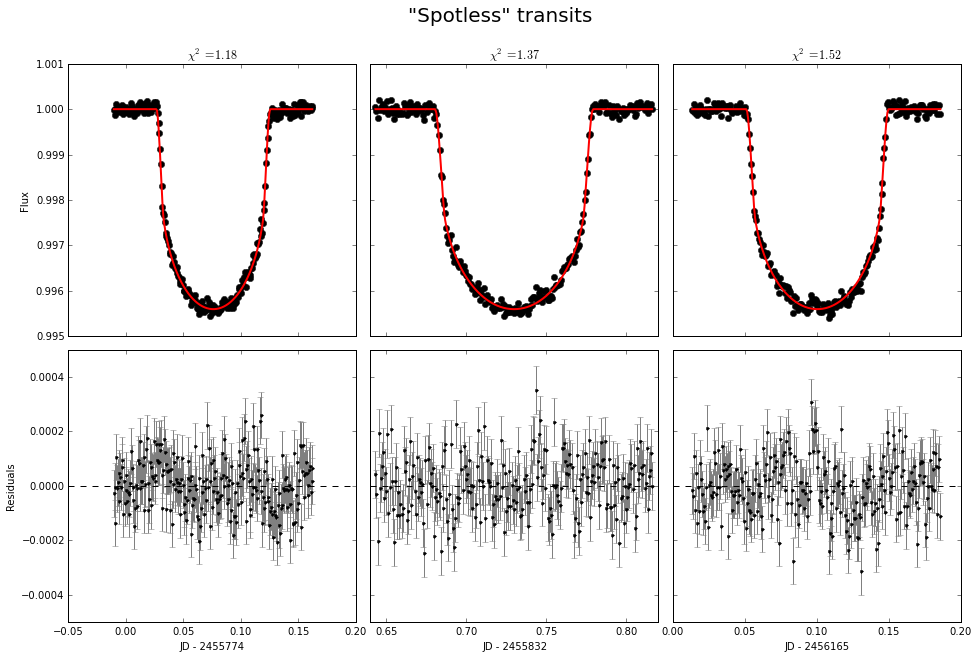 "Spotless" transits
χ² =1.18
χ² =1.37
χ² =1.52
1.001
1.000
0.999
0.998
0.997
0.996
0.995
Flux
0.0004
0.0002
0.0000
−0.0002
−0.0004
Residuals
−0.05 0.00 0.05 0.10 0.15 0.20
0.65 0.70 0.75 0.80
0.00 0.05 0.10 0.15 0.20
JD - 2455774
JD - 2455832
JD - 2456165